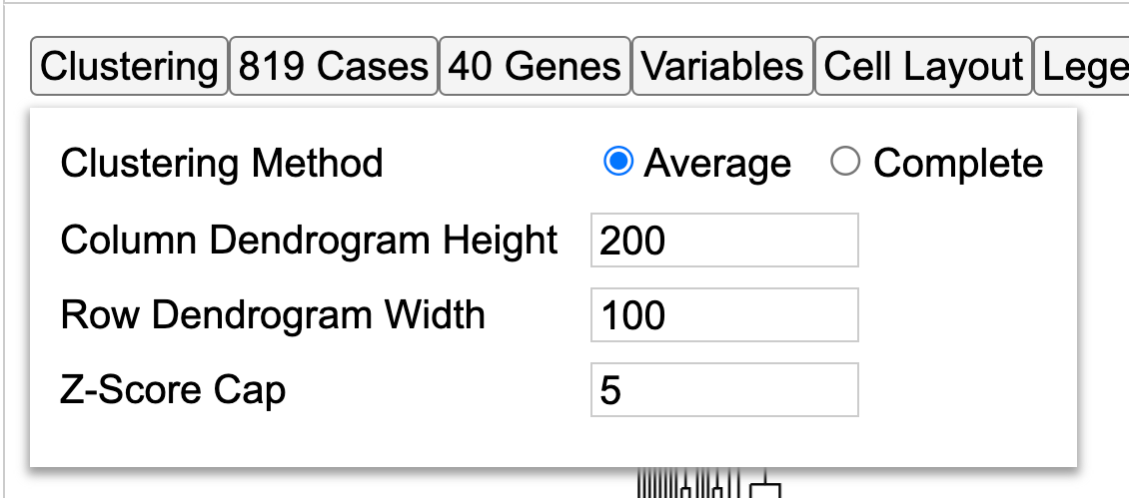 Clustering 819 Cases 40 Genes Variables Cell Layout Lege
Clustering Method Average Complete
Column Dendrogram Height 200
Row Dendrogram Width 100
Z-Score Cap 5